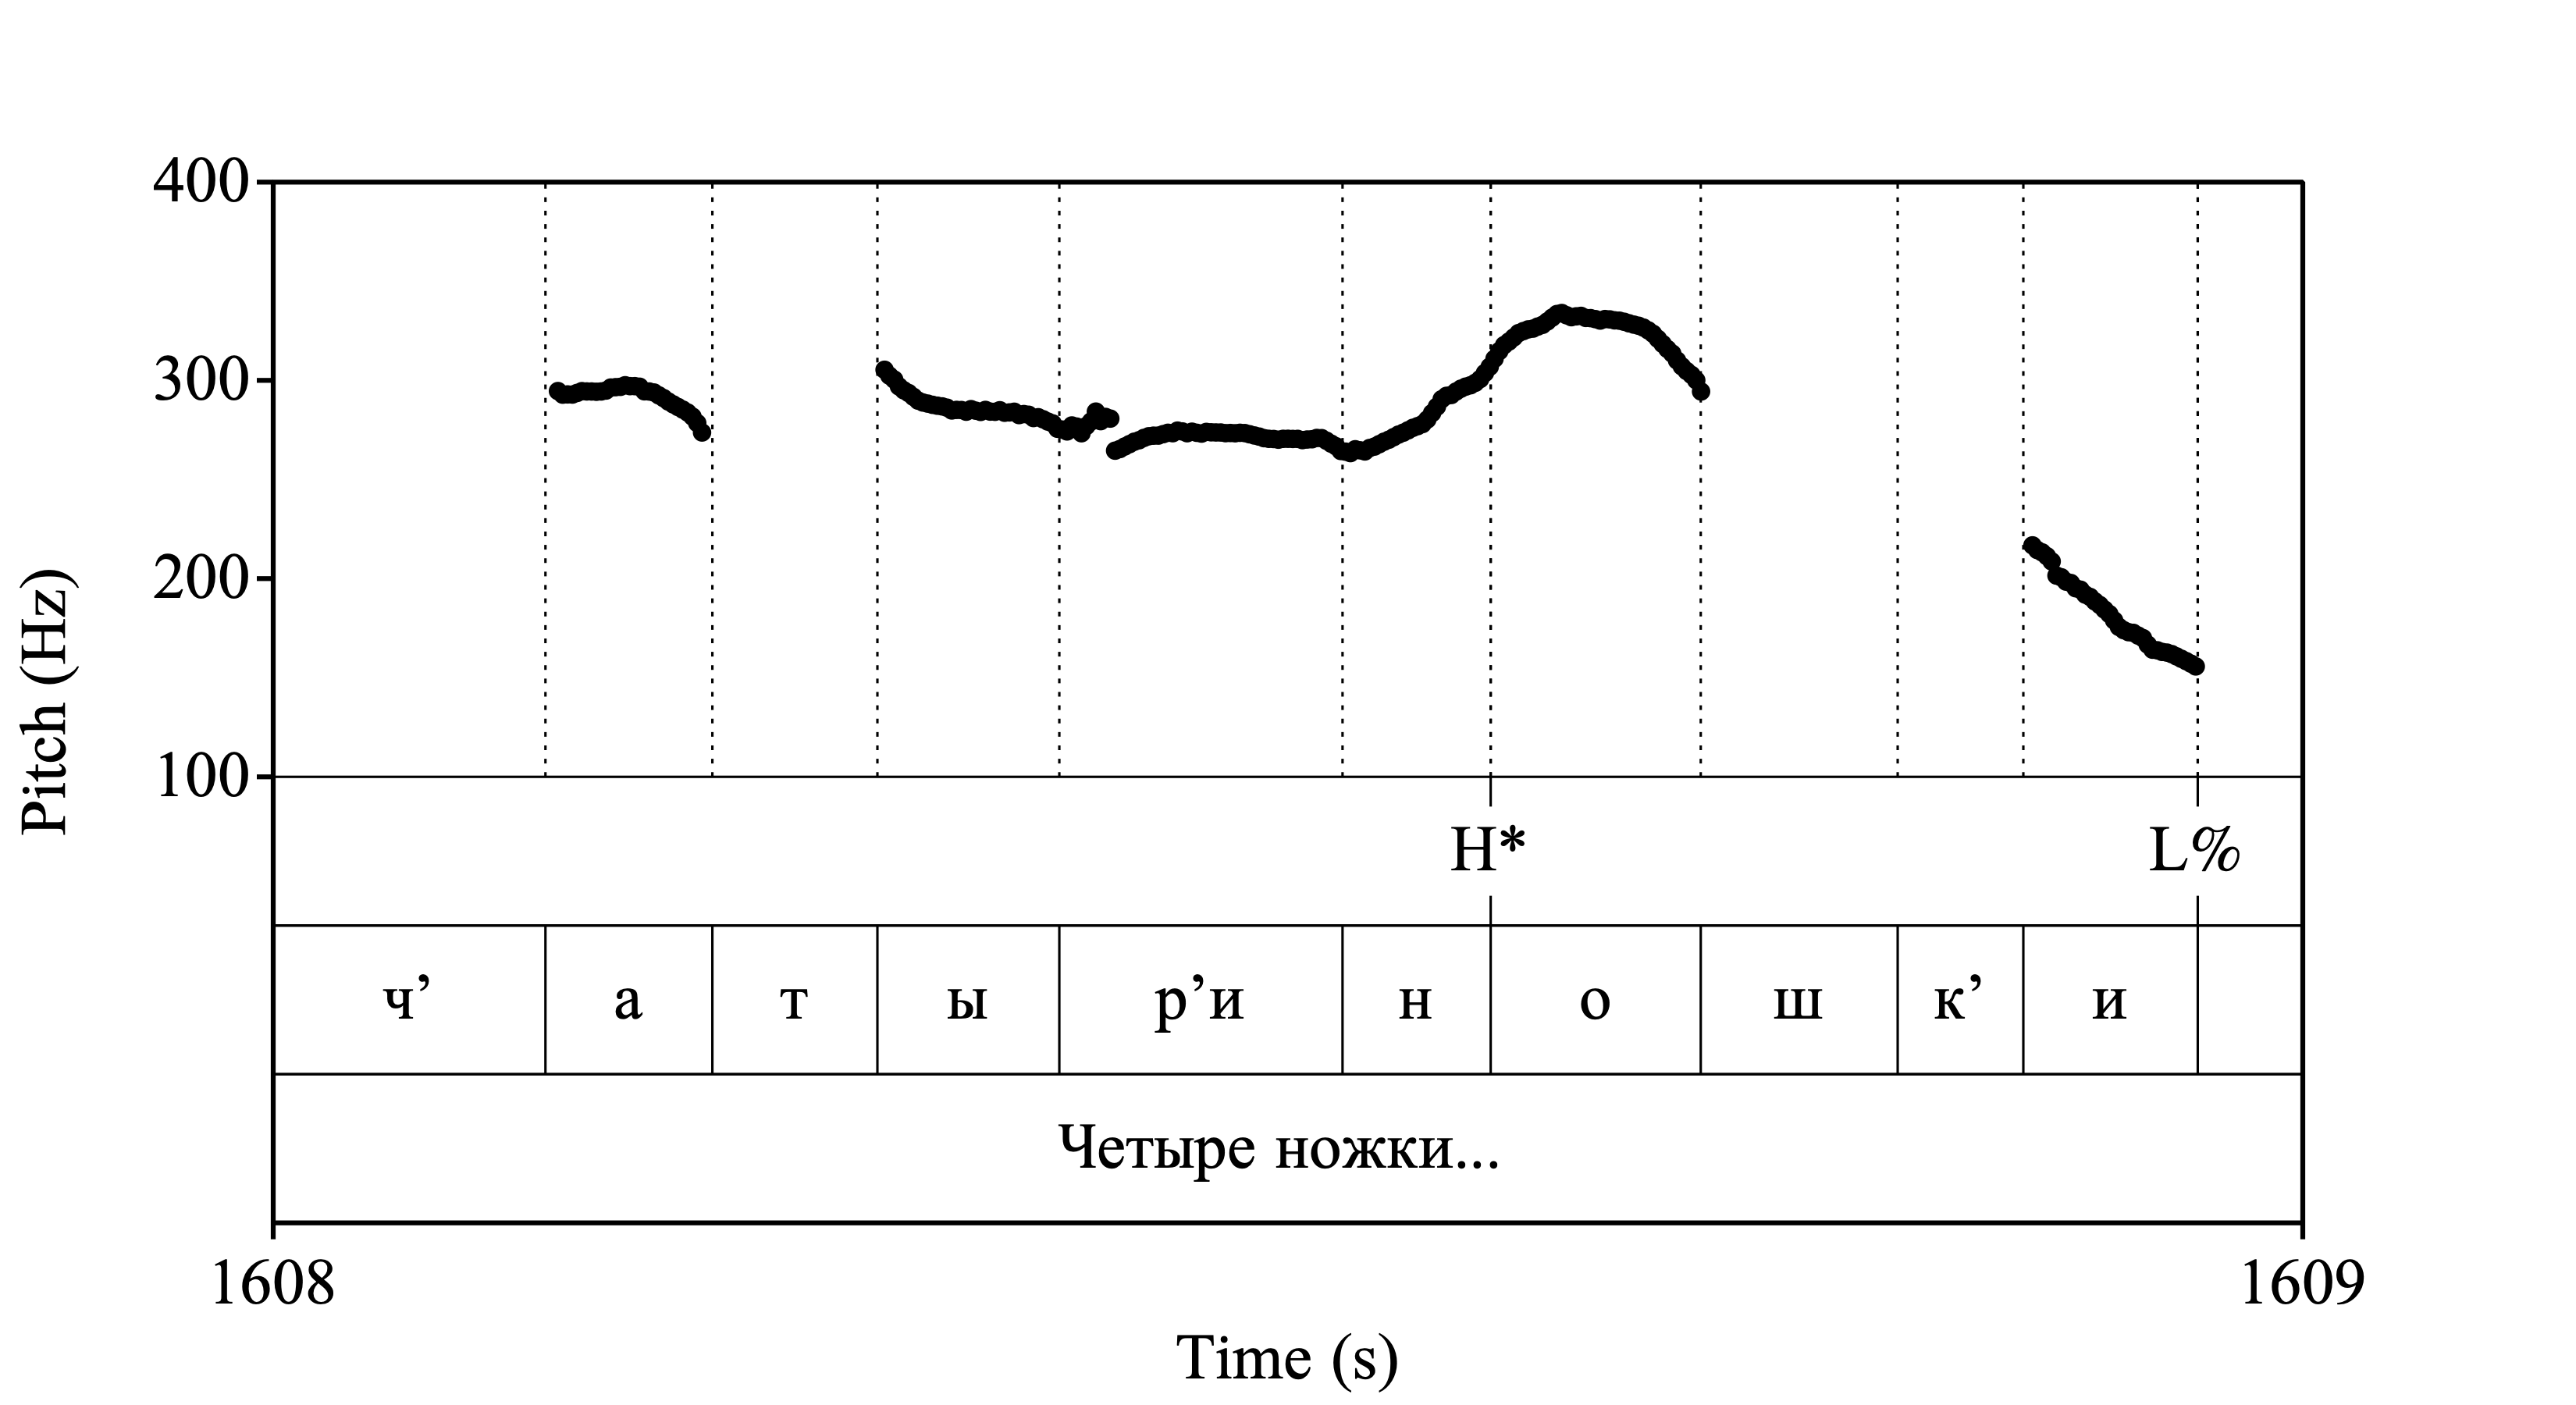 400
300
200
100
Pitch (Hz)
H* L%
ч’ а т ы р’и н о ш к’ и
Четыре ножки...
1608 1609
Time (s)